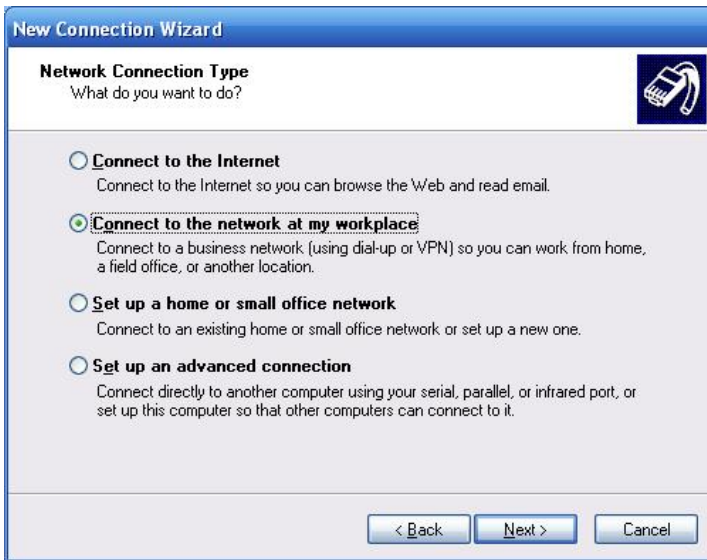 New Connection Wizard
Network Connection Type
What do you want to do?
Connect to the Internet
Connect to the Internet so you can browse the Web and read email.
Connect to the network at my workplace
Connect to a business network (using dial-up or VPN) so you can work from home,
a field office, or another location.
Set up a home or small office network
Connect to an existing home or small office network or set up a new one.
Set up an advanced connection
Connect directly to another computer using your serial, parallel, or infrared port, or
set up this computer so that other computers can connect to it.
< Back Next > Cancel